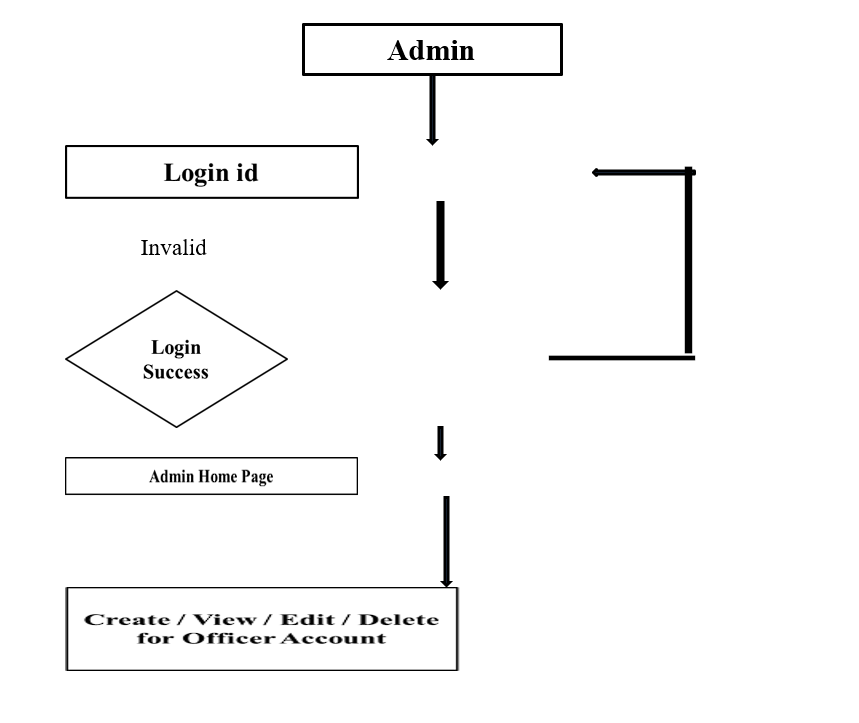 Admin
Login id
Invalid
Login
Success
Admin Home Page
Create / View / Edit / Delete
for Officer Account